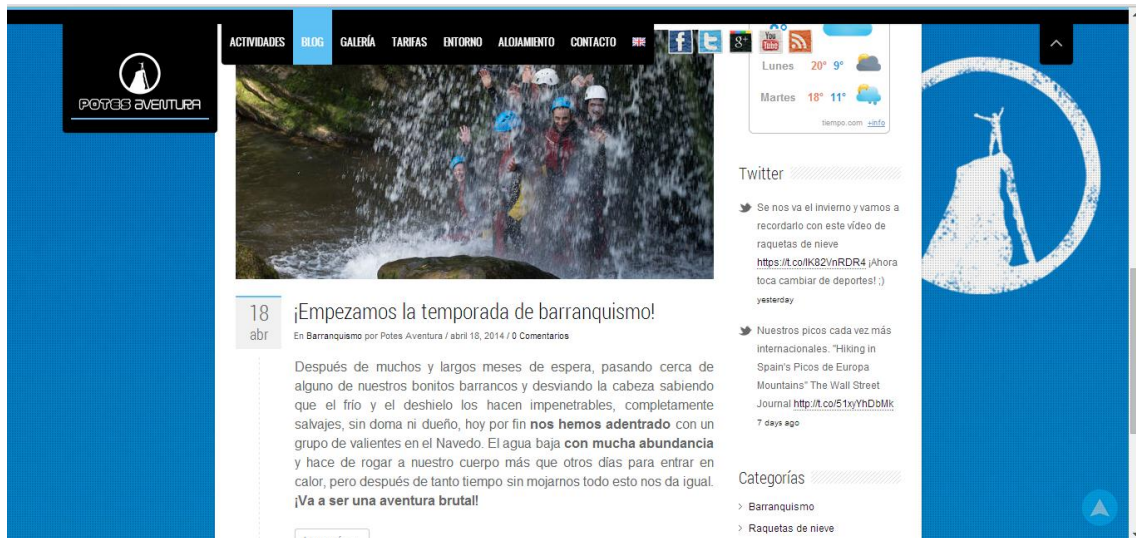 ACTIVIDADES BLOG GALERÍA TARIFAS ENTORNO ALOJAMIENTO CONTACTO
POTES AVENTURA
You
Tube
Lunes 20° 9°
Martes 18° 11°
tiempo.com +info
18
abr
¡Empezamos la temporada de barranquismo!
En Barranquismo por Potes Aventura / abril 18, 2014 / 0 Comentarios
Después de muchos y largos meses de espera, pasando cerca de
alguno de nuestros bonitos barrancos y desviando la cabeza sabiendo
que el frío y el deshielo los hacen impenetrables, completamente
salvajes, sin doma ni dueño, hoy por fin nos hemos adentrado con un
grupo de valientes en el Navedo. El agua baja con mucha abundancia
y hace de rogar a nuestro cuerpo más que otros días para entrar en
calor, pero después de tanto tiempo sin mojarnos todo esto nos da igual.
¡Va a ser una aventura brutal!
Twitter
Se nos va el invierno y vamos a
recordarlo con este vídeo de
raquetas de nieve
https://t.co/IK82VnRDR4 ¡Ahora
toca cambiar de deportes! ;)
yesterday
Nuestros picos cada vez más
internacionales. "Hiking in
Spain's Picos de Europa
Mountains" The Wall Street
Journal http://t.co/51xyYhDbMk
7 days ago
Categorías
> Barranquismo
> Raquetas de nieve